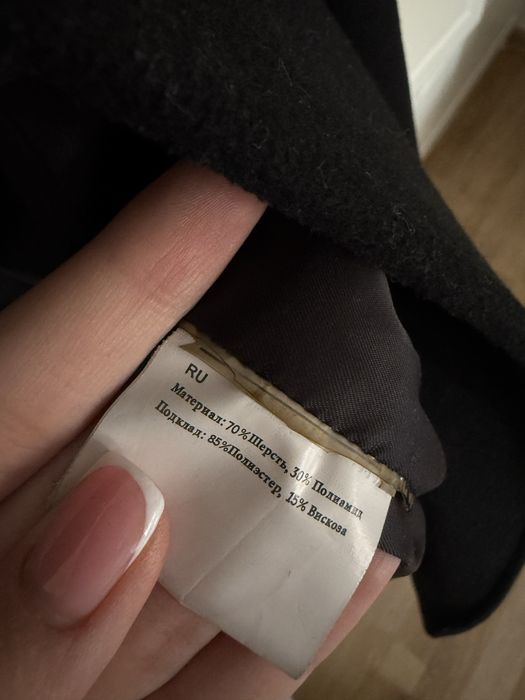 RU
Материал: 70%Шерсть, 30% Полиамид
Подклад: 85%Полиэстер, 15% Вискоза